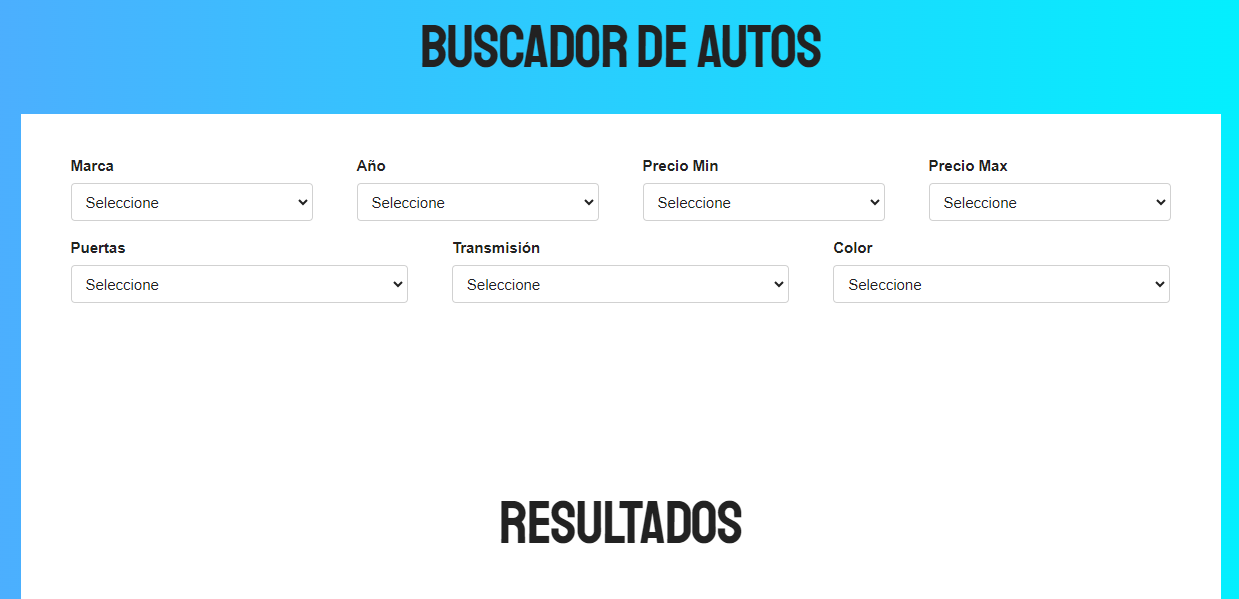 BUSCADOR DE AUTOS
Marca Año Precio Min Precio Max
Seleccione Seleccione Seleccione Seleccione
Puertas Transmisión Color
Seleccione Seleccione Seleccione
RESULTADOS